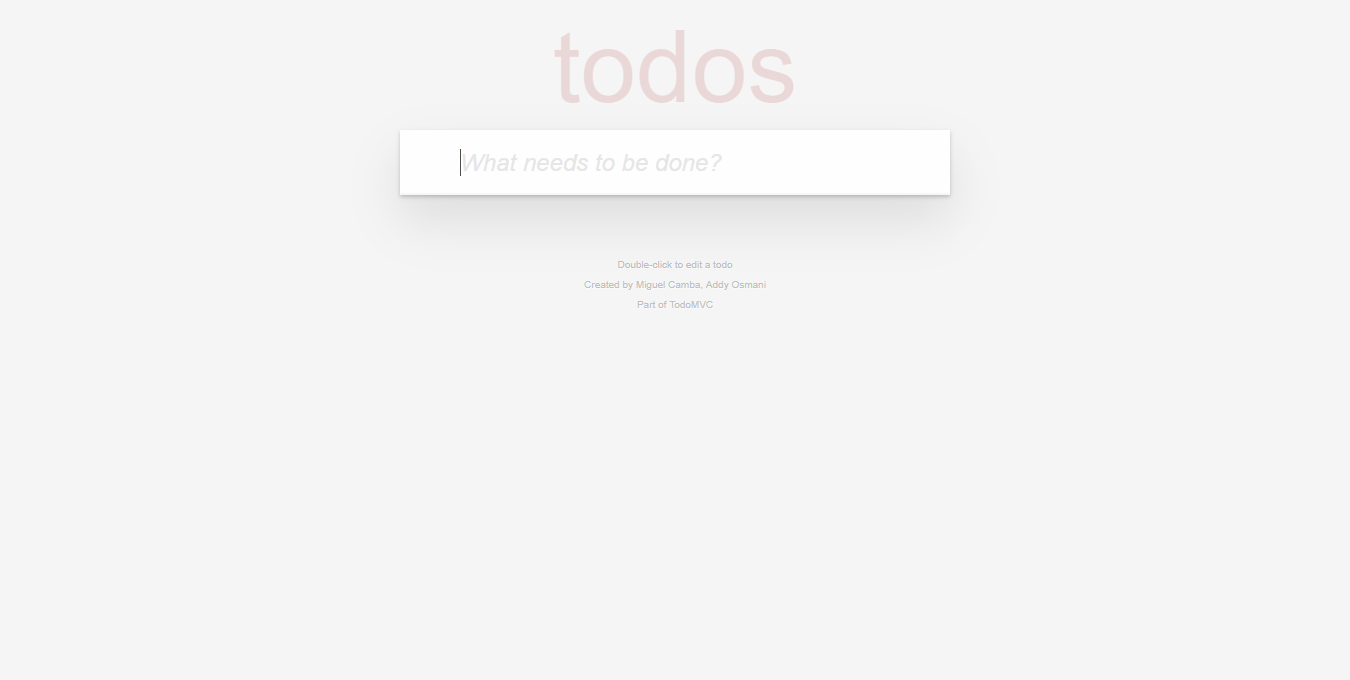 todos
What needs to be done?
Double-click to edit a todo
Created by Miguel Camba, Addy Osmani
Part of TodoMVC